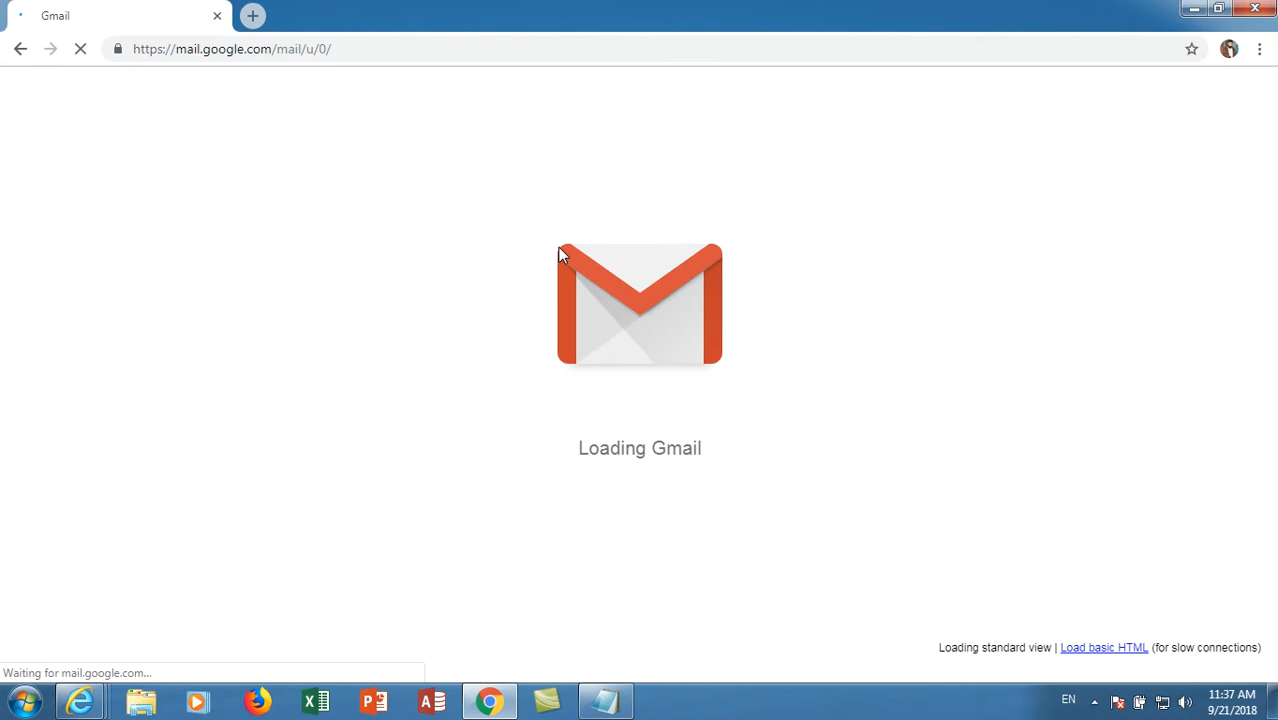 Gmail
https://mail.google.com/mail/u/0/
Loading Gmail
Loading standard view | Load basic HTML (for slow connections)
Waiting for mail.google.com...
EN
11:37 AM
9/21/2018